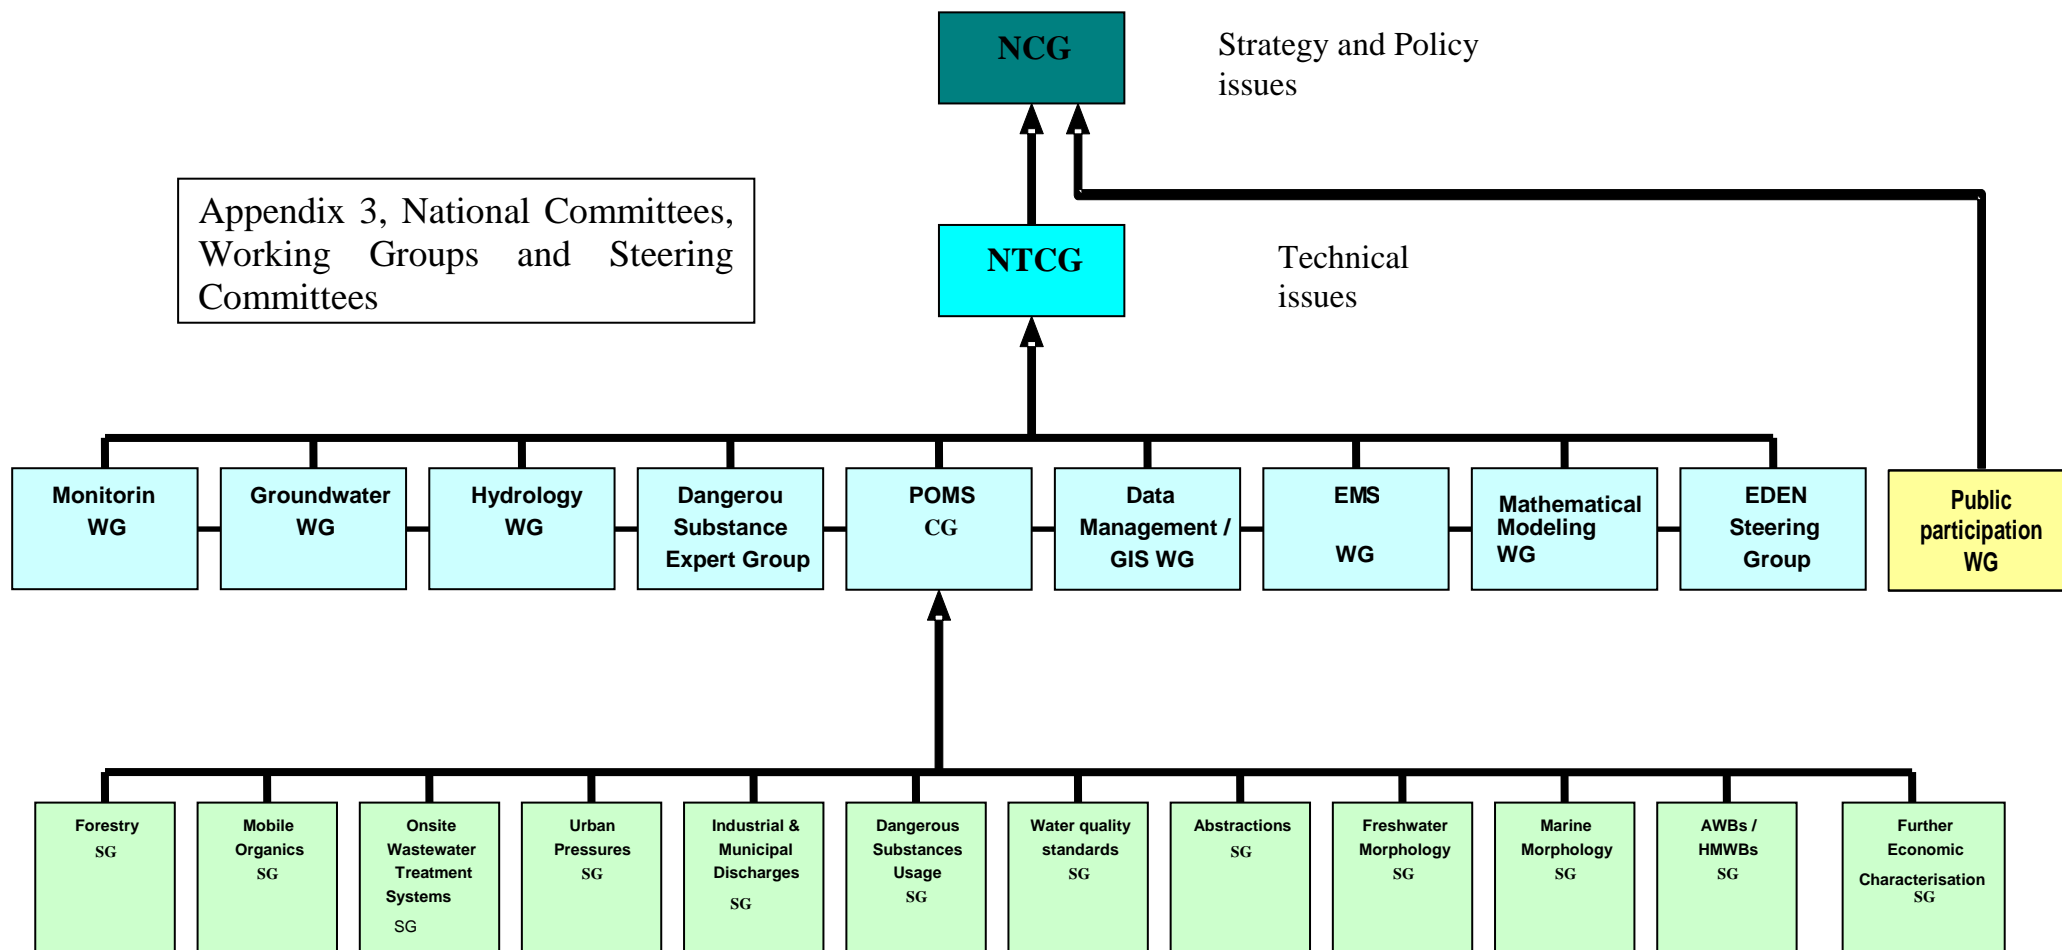 NCG
Strategy and Policy
issues
Appendix 3, National Committees,
Working Groups and Steering
Committees
NTCG
Technical
issues
Monitorin
WG
Groundwater
WG
Hydrology
WG
Dangerou
Substance
Expert Group
POMS
CG
Data
Management /
GIS WG
EMS
WG
Mathematical
Modeling
WG
EDEN
Steering
Group
Public
participation
WG
Forestry
SG
Mobile
Organics
SG
Onsite
Wastewater
Treatment
Systems
SG
Urban
Pressures
SG
Industrial &
Municipal
Discharges
SG
Dangerous
Substances
Usage
SG
Water quality
standards
SG
Abstractions
SG
Freshwater
Morphology
SG
Marine
Morphology
SG
AWBs /
HMWBs
SG
Further
Economic
Characterisation
SG